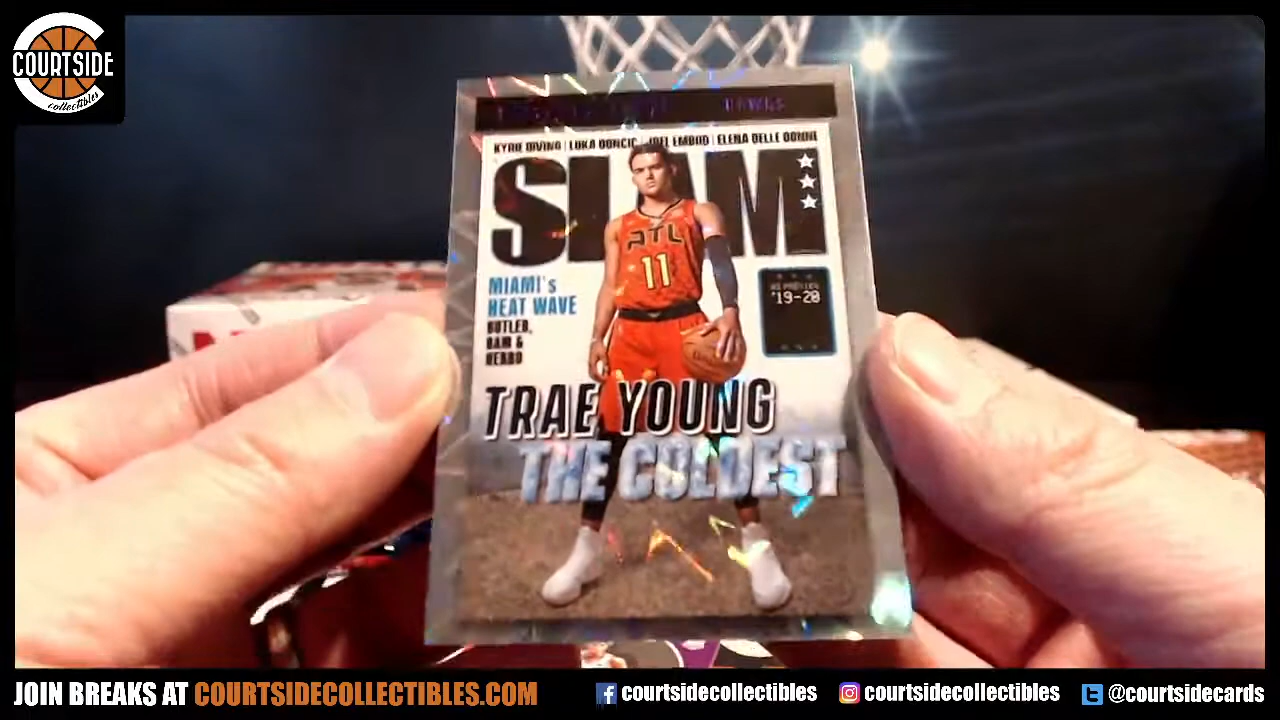 COURTSIDE
collectibles
HAWKS
KYRIE IRVING | LUKA DONCIC | JOEL EMBIID | ELENA DELLE DONNE
SLAM
MIAMI's
HEAT WAVE
BUTLER,
BAM &
HERRO
'19-20
ATL
11
TRAE YOUNG
THE COLDEST
JOIN BREAKS AT COURTSIDECOLLECTIBLES.COM
courtsidecollectibles
courtsidecollectibles
@courtsidecards